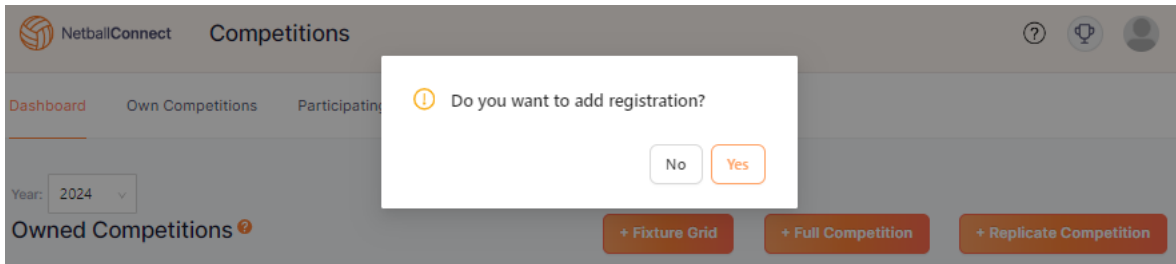 NetballConnect Competitions
Dashboard Own Competitions Participating
Do you want to add registration?
No Yes
Year: 2024
Owned Competitions
+ Fixture Grid + Full Competition + Replicate Competition